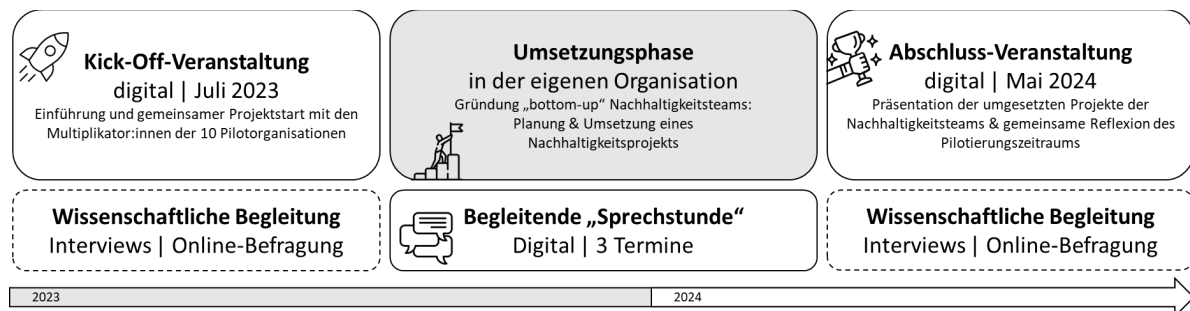 Kick-Off-Veranstaltung
digital | Juli 2023
Einführung und gemeinsamer Projektstart mit den
Multiplikator:innen der 10 Pilotorganisationen
Umsetzungsphase
in der eigenen Organisation
Gründung „bottom-up“ Nachhaltigkeitsteams:
Planung & Umsetzung eines
Nachhaltigkeitsprojekts
Abschluss-Veranstaltung
digital | Mai 2024
Präsentation der umgesetzten Projekte der
Nachhaltigkeitsteams & gemeinsame Reflexion des
Pilotierungszeitraums
Wissenschaftliche Begleitung
Interviews | Online-Befragung
Begleitende „Sprechstunde“
Digital | 3 Termine
Wissenschaftliche Begleitung
Interviews | Online-Befragung
2023
2024